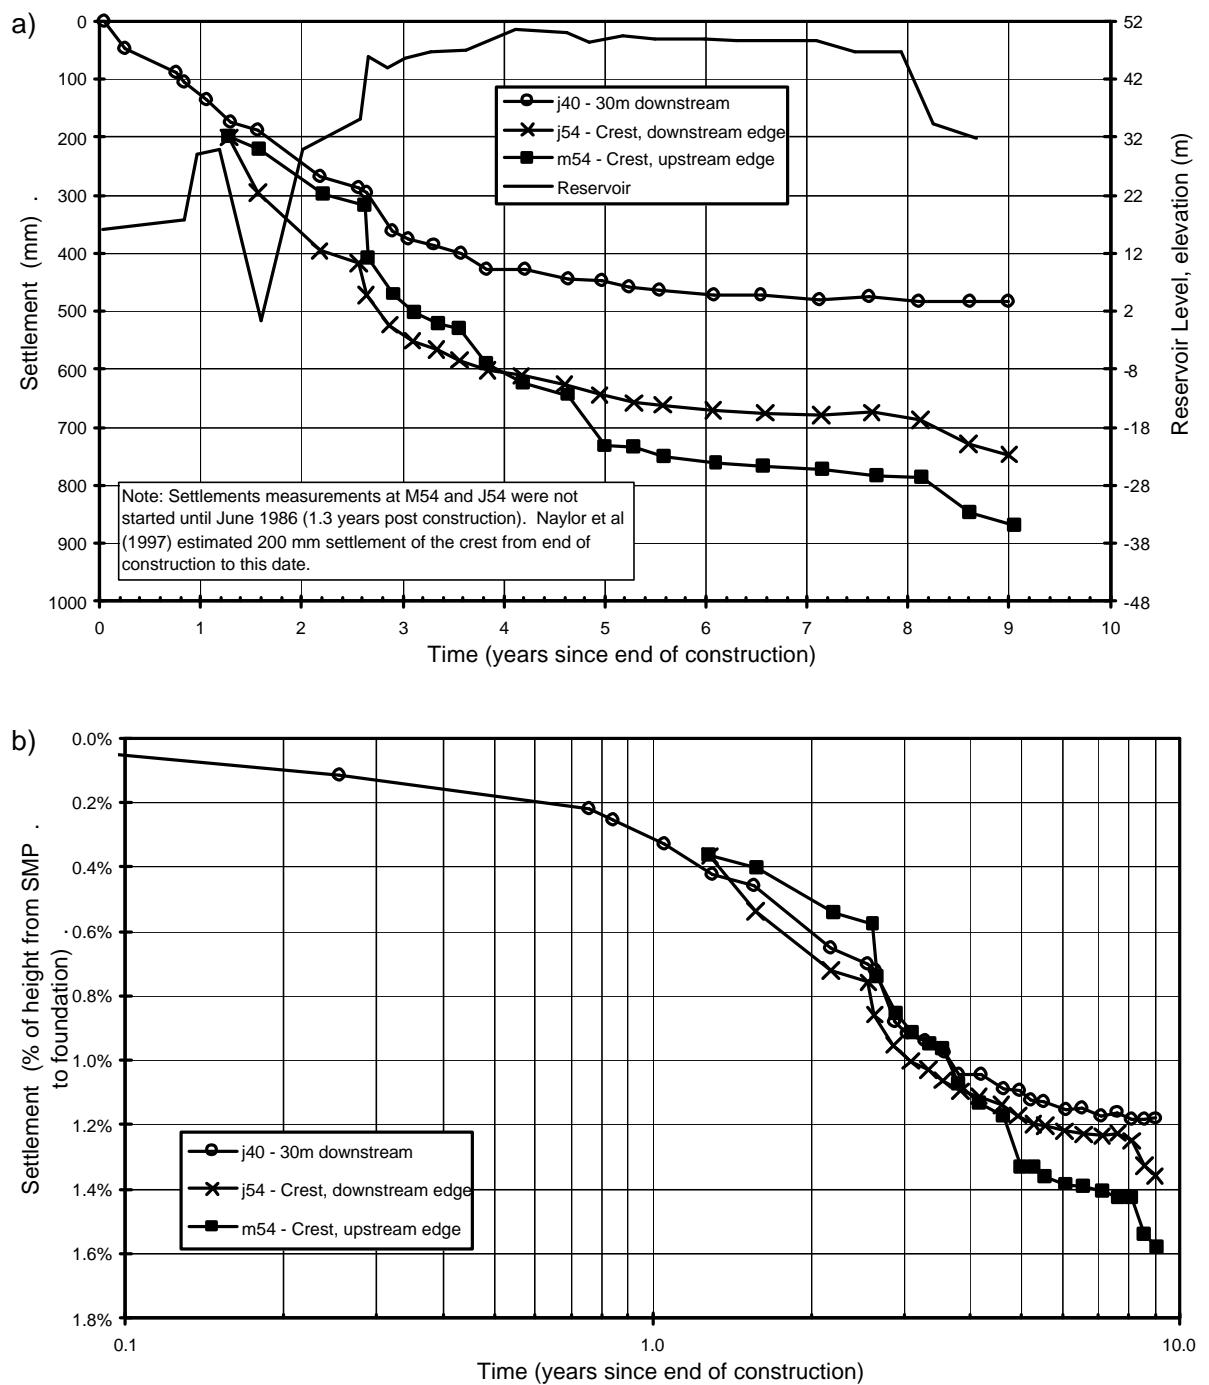 a)
0
100
200
300
400
500
600
700
800
900
1000
Settlement (mm) .
52
42
32
22
12
2
-8
-18
-28
-38
-48
Reservoir Level, elevation (m)
j40 - 30m downstream
j54 - Crest, downstream edge
m54 - Crest, upstream edge
Reservoir
Note: Settlements measurements at M54 and J54 were not
started until June 1986 (1.3 years post construction). Naylor et al
(1997) estimated 200 mm settlement of the crest from end of
construction to this date.
0 1 2 3 4 5 6 7 8 9 10
Time (years since end of construction)
b)
0.0%
0.2%
0.4%
0.6%
0.8%
1.0%
1.2%
1.4%
1.6%
1.8%
Settlement (% of height from SMP .
to foundation) .
j40 - 30m downstream
j54 - Crest, downstream edge
m54 - Crest, upstream edge
0.1 1.0 10.0
Time (years since end of construction)